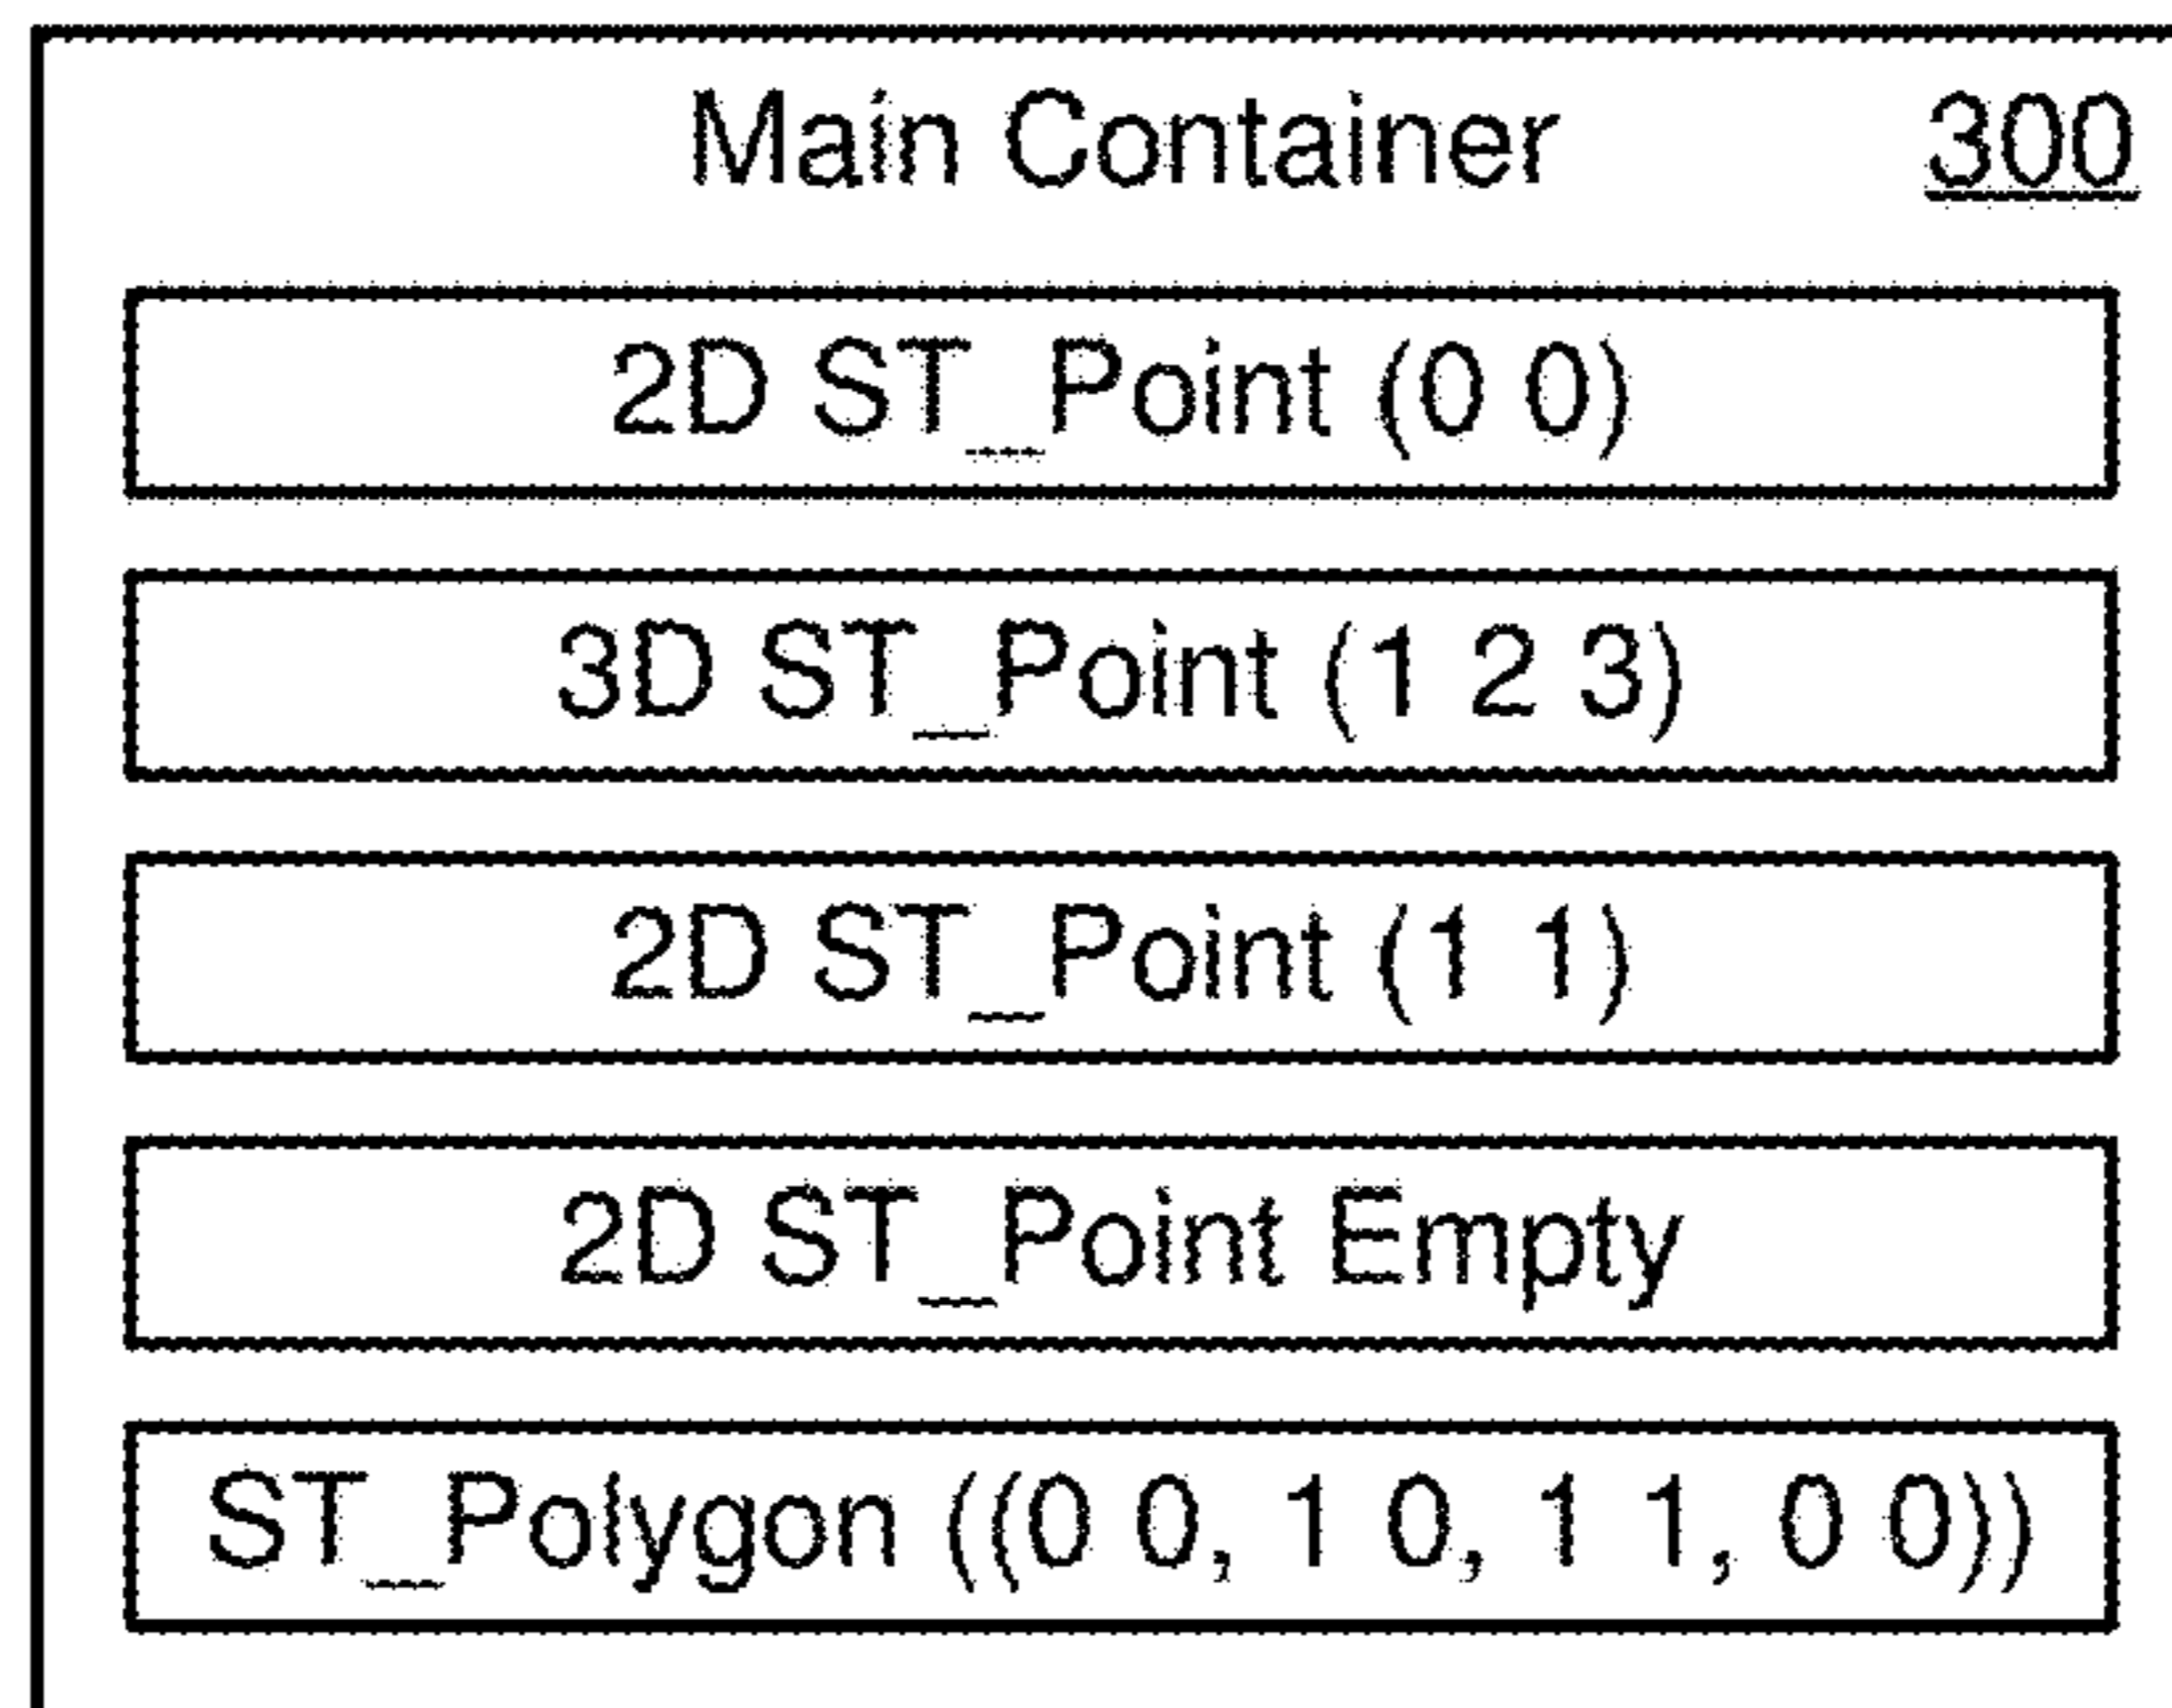 Main Container 300
2D ST_Point (0 0)
3D ST_Point (1 2 3)
2D ST_Point (1 1)
2D ST_Point Empty
ST_Polygon ((0 0, 1 0, 1 1, 0 0))